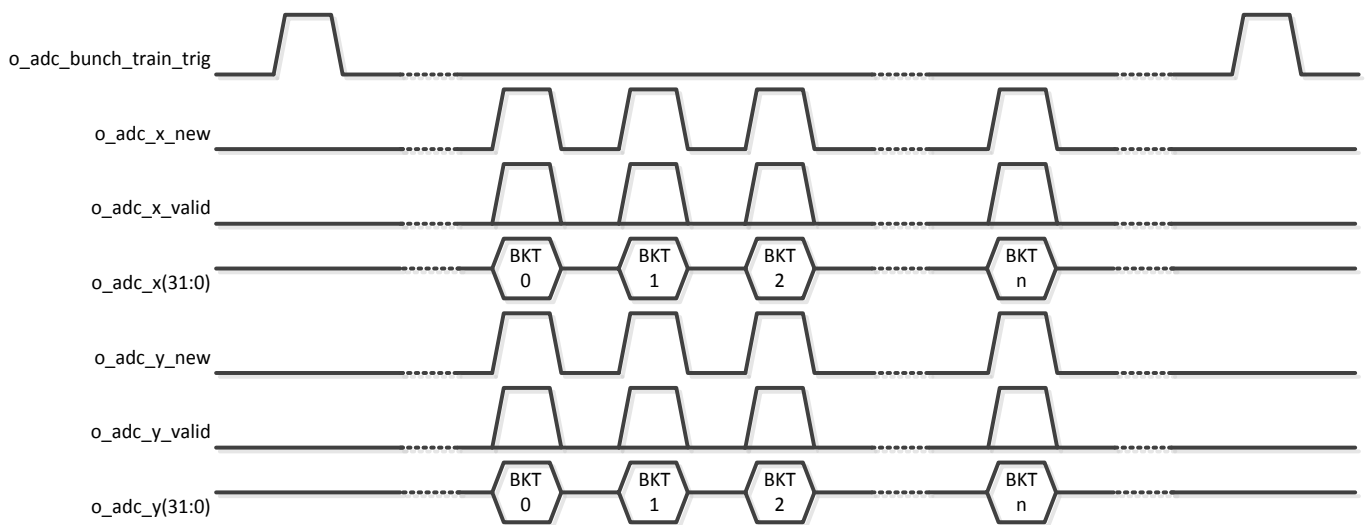 o_adc_bunch_train_trig
o_adc_x_new
o_adc_x_valid
o_adc_x(31:0)
BKT
0
BKT
1
BKT
2
BKT
n
o_adc_y_new
o_adc_y_valid
o_adc_y(31:0)
BKT
0
BKT
1
BKT
2
BKT
n